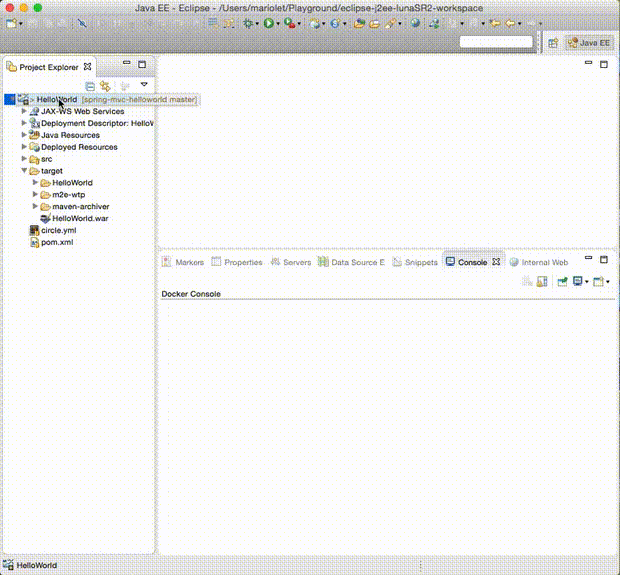 Java EE - Eclipse - /Users/mariolet/Playground/eclipse-j2ee-lunaSR2-workspace
Java EE
Project Explorer
> HelloWorld [spring-mvc-helloworld master]
JAX-WS Web Services
Deployment Descriptor: HelloW
Java Resources
Deployed Resources
src
target
HelloWorld
m2e-wtp
maven-archiver
HelloWorld.war
circle.yml
pom.xml
Markers Properties Servers Data Source E Snippets Console Internal Web
Docker Console
HelloWorld